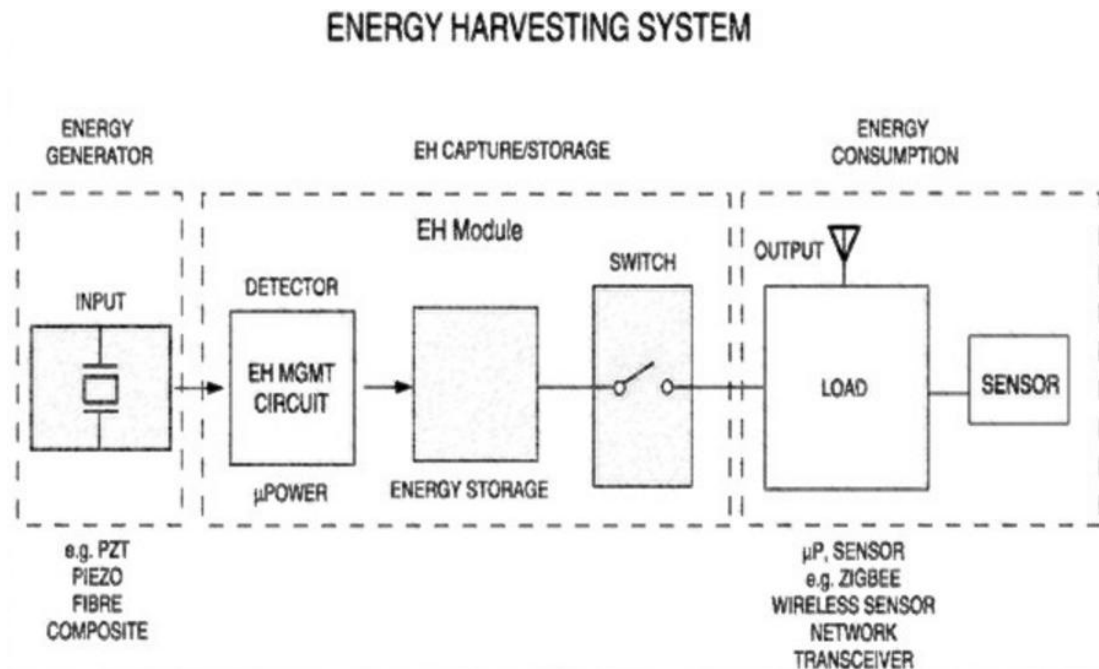 ENERGY HARVESTING SYSTEM
ENERGY
GENERATOR
EH CAPTURE/STORAGE
ENERGY
CONSUMPTION
EH Module
INPUT
DETECTOR
EH MGMT
CIRCUIT
μPOWER
ENERGY STORAGE
SWITCH
OUTPUT
LOAD
SENSOR
e.g. PZT
PIEZO
FIBRE
COMPOSITE
μP, SENSOR
e.g. ZIGBEE
WIRELESS SENSOR
NETWORK
TRANSCEIVER